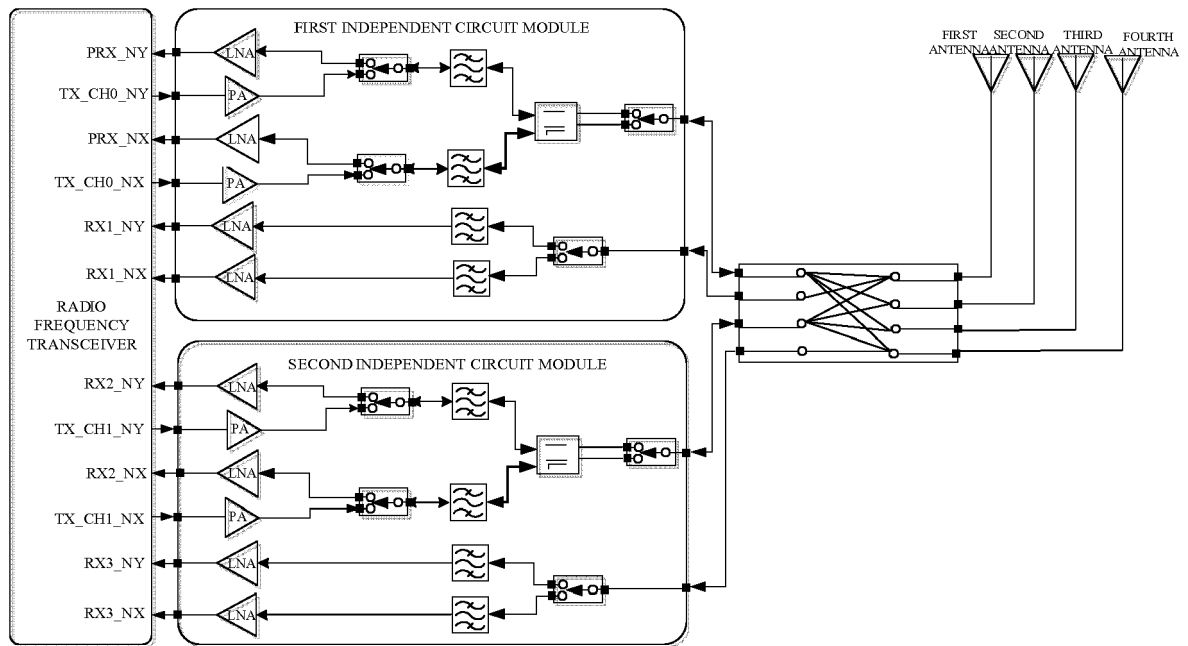 FIRST INDEPENDENT CIRCUIT MODULE
FIRST ANTENNA
SECOND ANTENNA
THIRD ANTENNA
FOURTH ANTENNA
PRX_NY
LNA
TX_CH0_NY
PA
PRX_NX
LNA
TX_CH0_NX
PA
RX1_NY
LNA
RX1_NX
LNA
RADIO
FREQUENCY
TRANSCEIVER
SECOND INDEPENDENT CIRCUIT MODULE
RX2_NY
LNA
TX_CH1_NY
PA
RX2_NX
LNA
TX_CH1_NX
PA
RX3_NY
LNA
RX3_NX
LNA